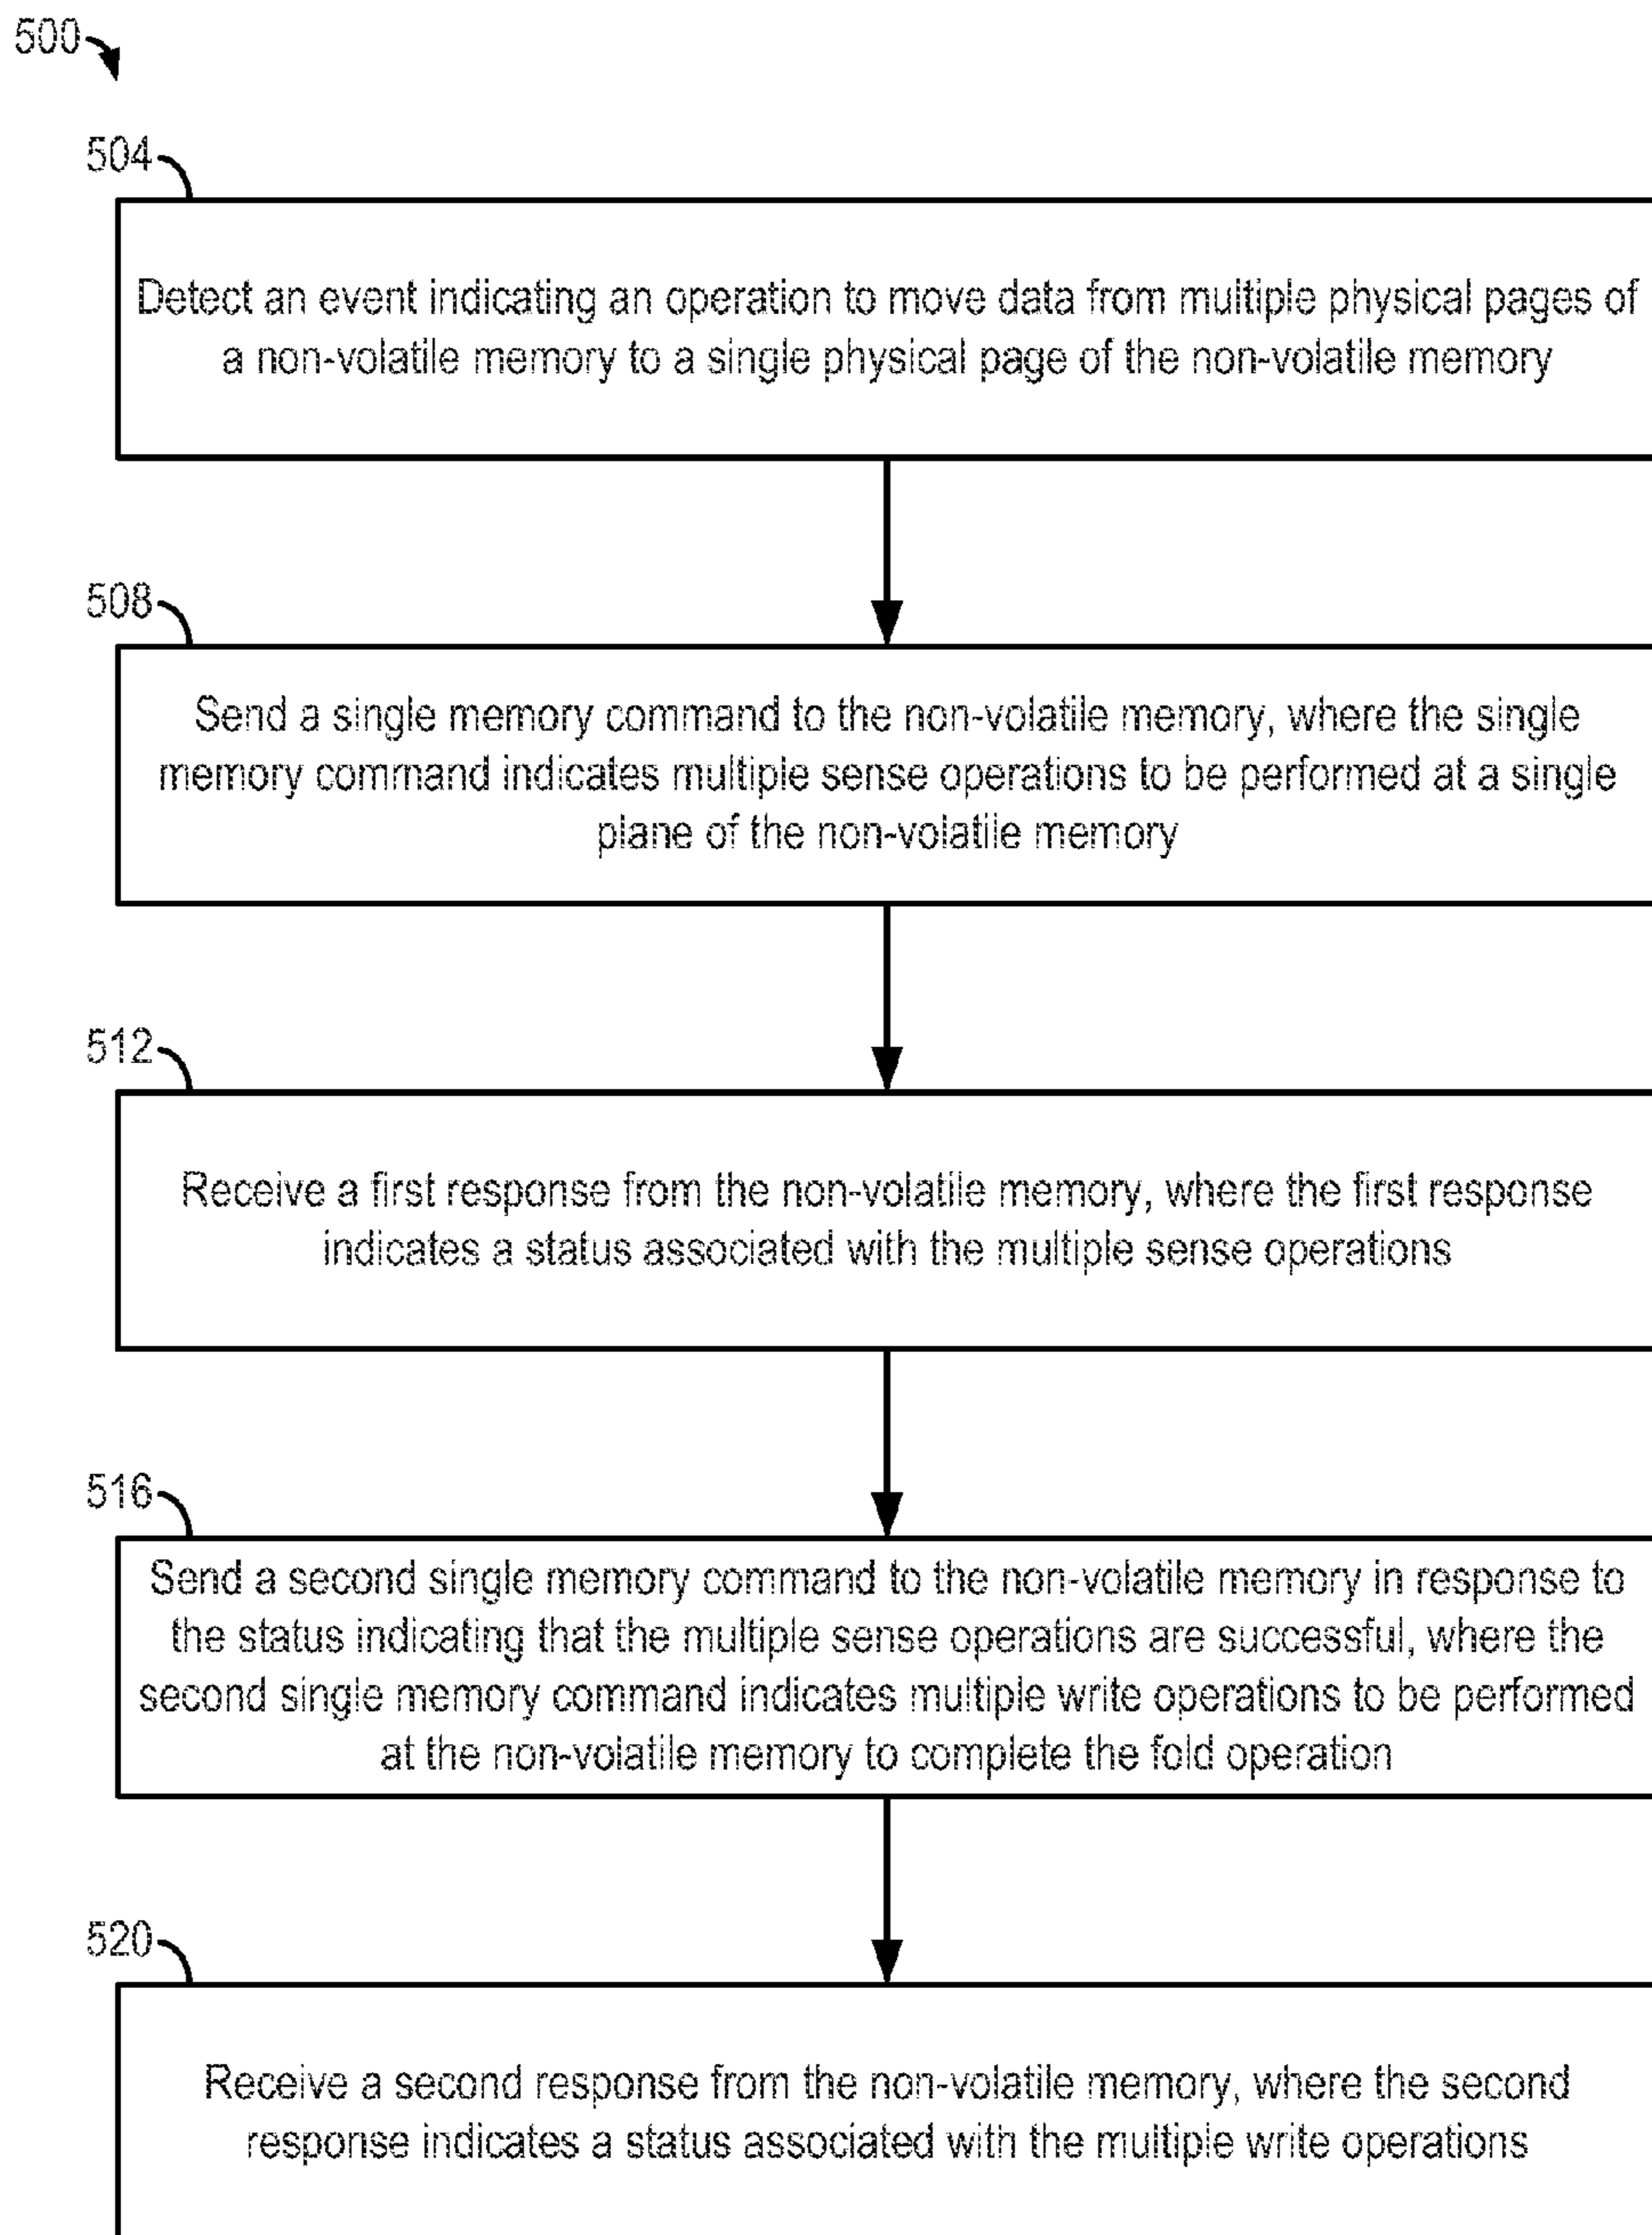 500
504
Detect an event indicating an operation to move data from multiple physical pages of
a non-volatile memory to a single physical page of the non-volatile memory
508
Send a single memory command to the non-volatile memory, where the single
memory command indicates multiple sense operations to be performed at a single
plane of the non-volatile memory
512
Receive a first response from the non-volatile memory, where the first response
indicates a status associated with the multiple sense operations
516
Send a second single memory command to the non-volatile memory in response to
the status indicating that the multiple sense operations are successful, where the
second single memory command indicates multiple write operations to be performed
at the non-volatile memory to complete the fold operation
520
Receive a second response from the non-volatile memory, where the second
response indicates a status associated with the multiple write operations